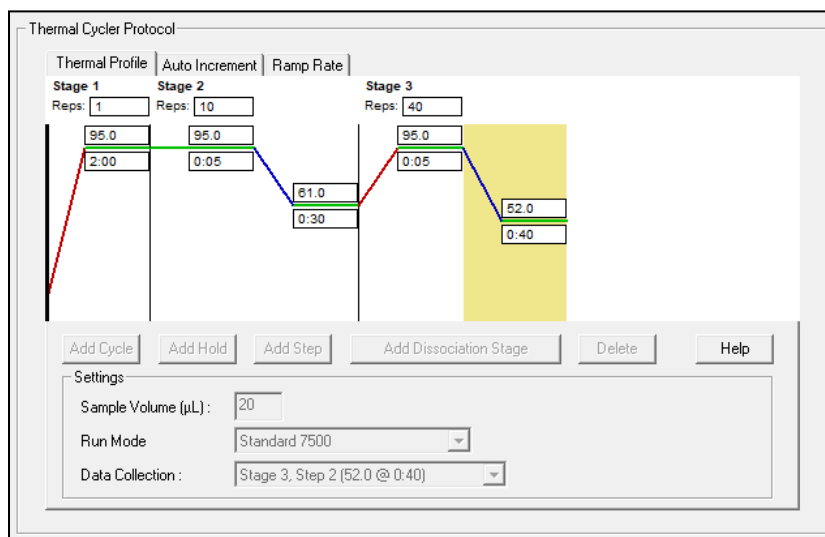 Thermal Cycler Protocol
Thermal Profile Auto Increment Ramp Rate
Stage 1 Stage 2 Stage 3
Reps: 1 Reps: 10 Reps: 40
95.0 95.0 95.0
2:00 0:05 0:05
61.0
0:30
52.0
0:40
Add Cycle Add Hold Add Step Add Dissociation Stage Delete Help
Settings
Sample Volume (µL) : 20
Run Mode Standard 7500
Data Collection : Stage 3, Step 2 (52.0 @ 0:40)